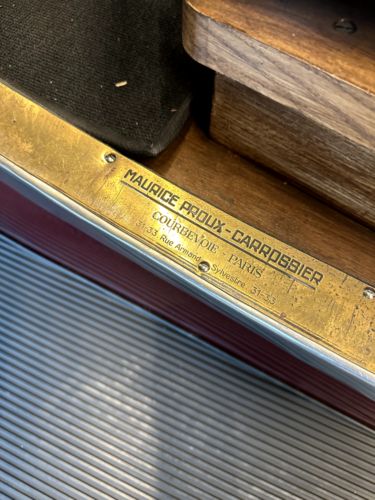 MAURICE PROUX-CARROSSIER
COURBEVOIE - PARIS
31-33 Rue Armand Sylvestre 31-33